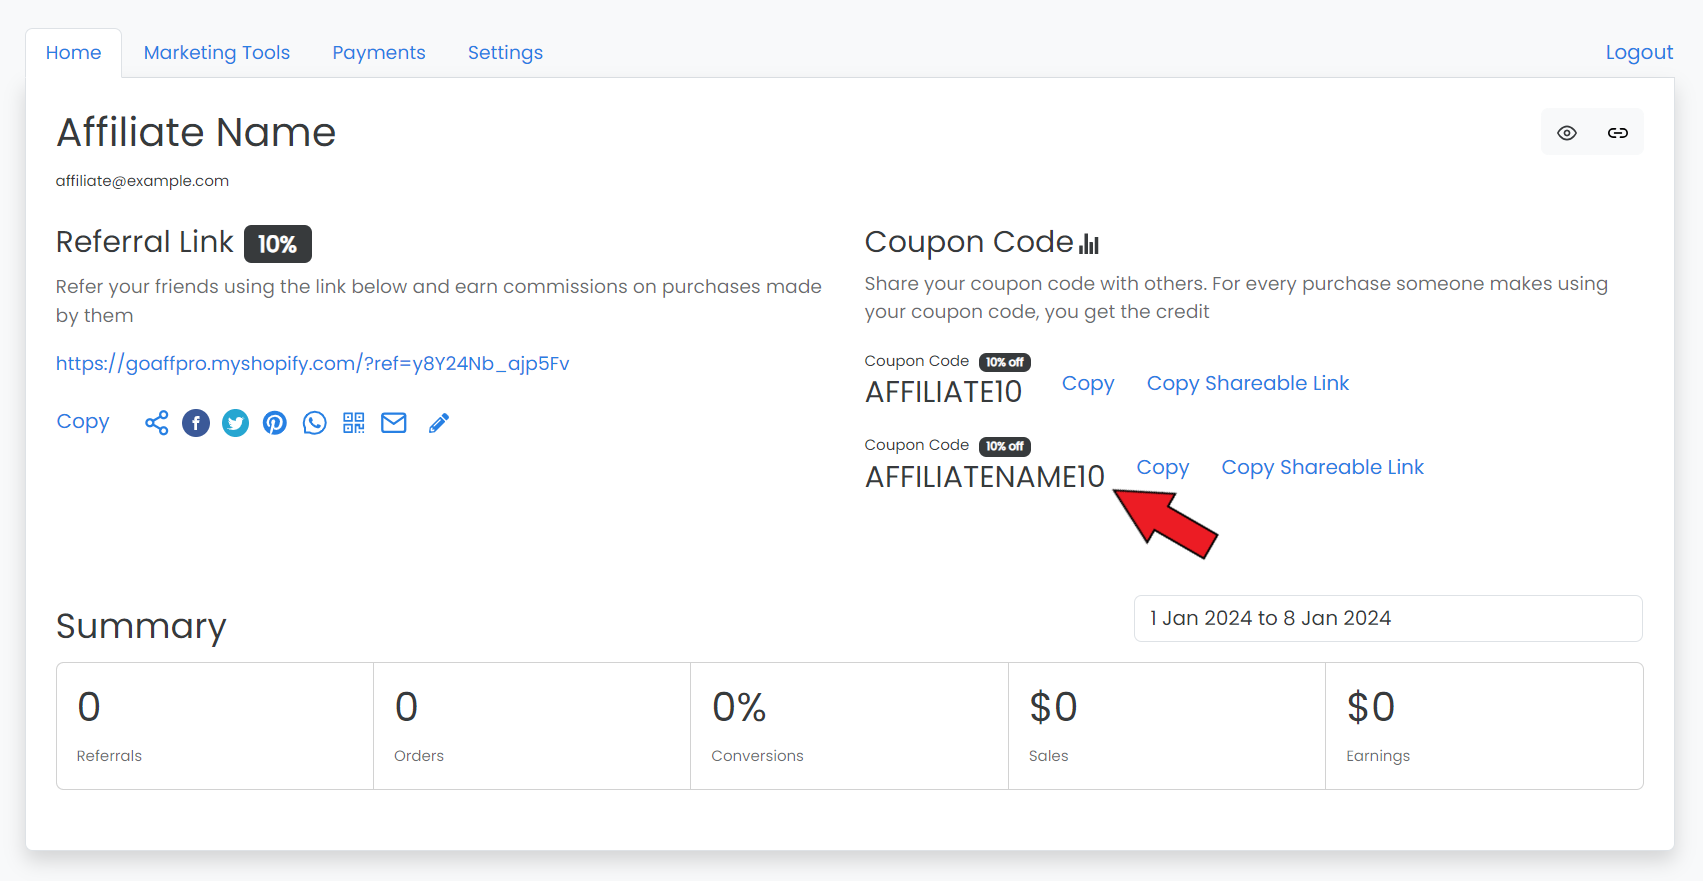 Home Marketing Tools Payments Settings Logout
Affiliate Name
affiliate@example.com
Referral Link 10%
Refer your friends using the link below and earn commissions on purchases made
by them
https://goaffpro.myshopify.com/?ref=y8Y24Nb_ajp5Fv
Copy
Coupon Code
Share your coupon code with others. For every purchase someone makes using
your coupon code, you get the credit
Coupon Code 10% off
AFFILIATE10 Copy Copy Shareable Link
Coupon Code 10% off
AFFILIATENAME10 Copy Copy Shareable Link
Summary
1 Jan 2024 to 8 Jan 2024
0
Referrals
0
Orders
0%
Conversions
$0
Sales
$0
Earnings